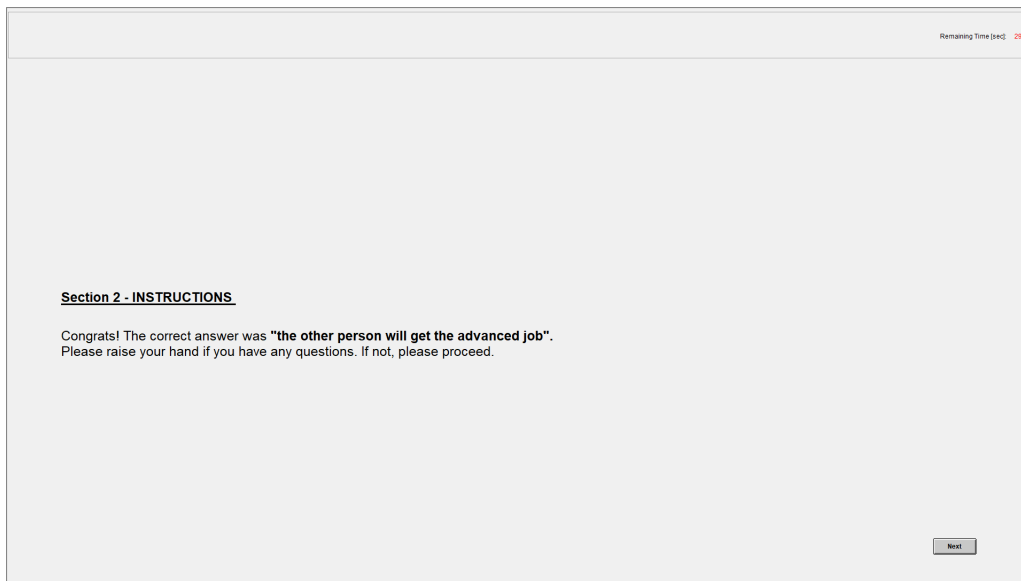 Remaining Time [sec]: 29
Section 2 - INSTRUCTIONS
Congrats! The correct answer was "the other person will get the advanced job".
Please raise your hand if you have any questions. If not, please proceed.
Next